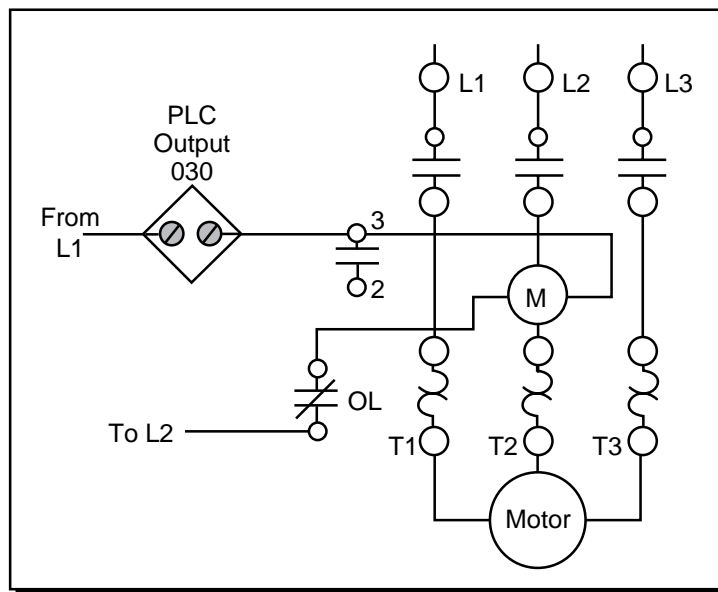 L1 L2 L3
PLC
Output
030
From
L1
3
2
M
OL
To L2
T1 T2 T3
Motor